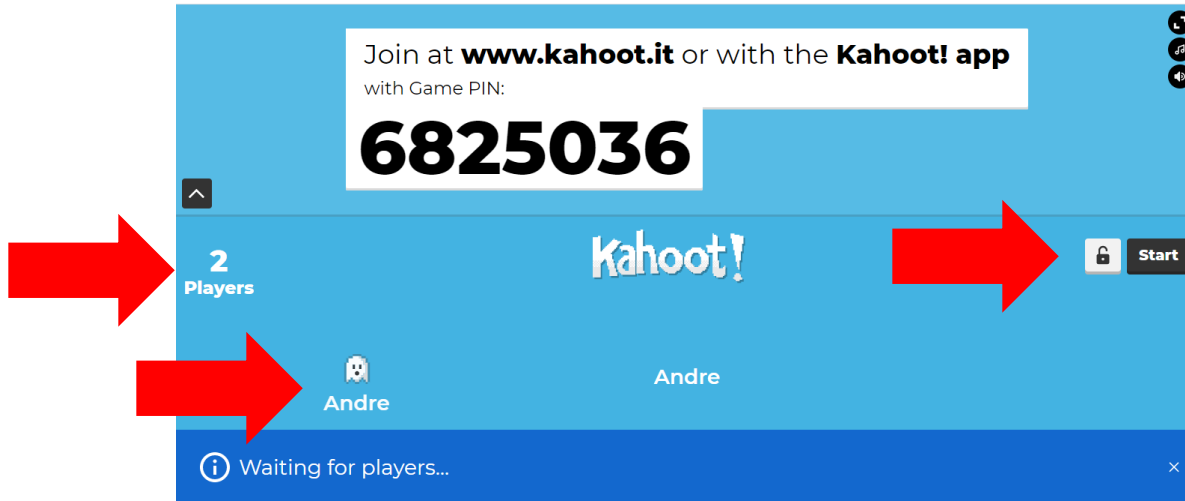 Join at www.kahoot.it or with the Kahoot! app
with Game PIN:
6825036
2
Players
Kahoot!
Start
Andre
Andre
Waiting for players...